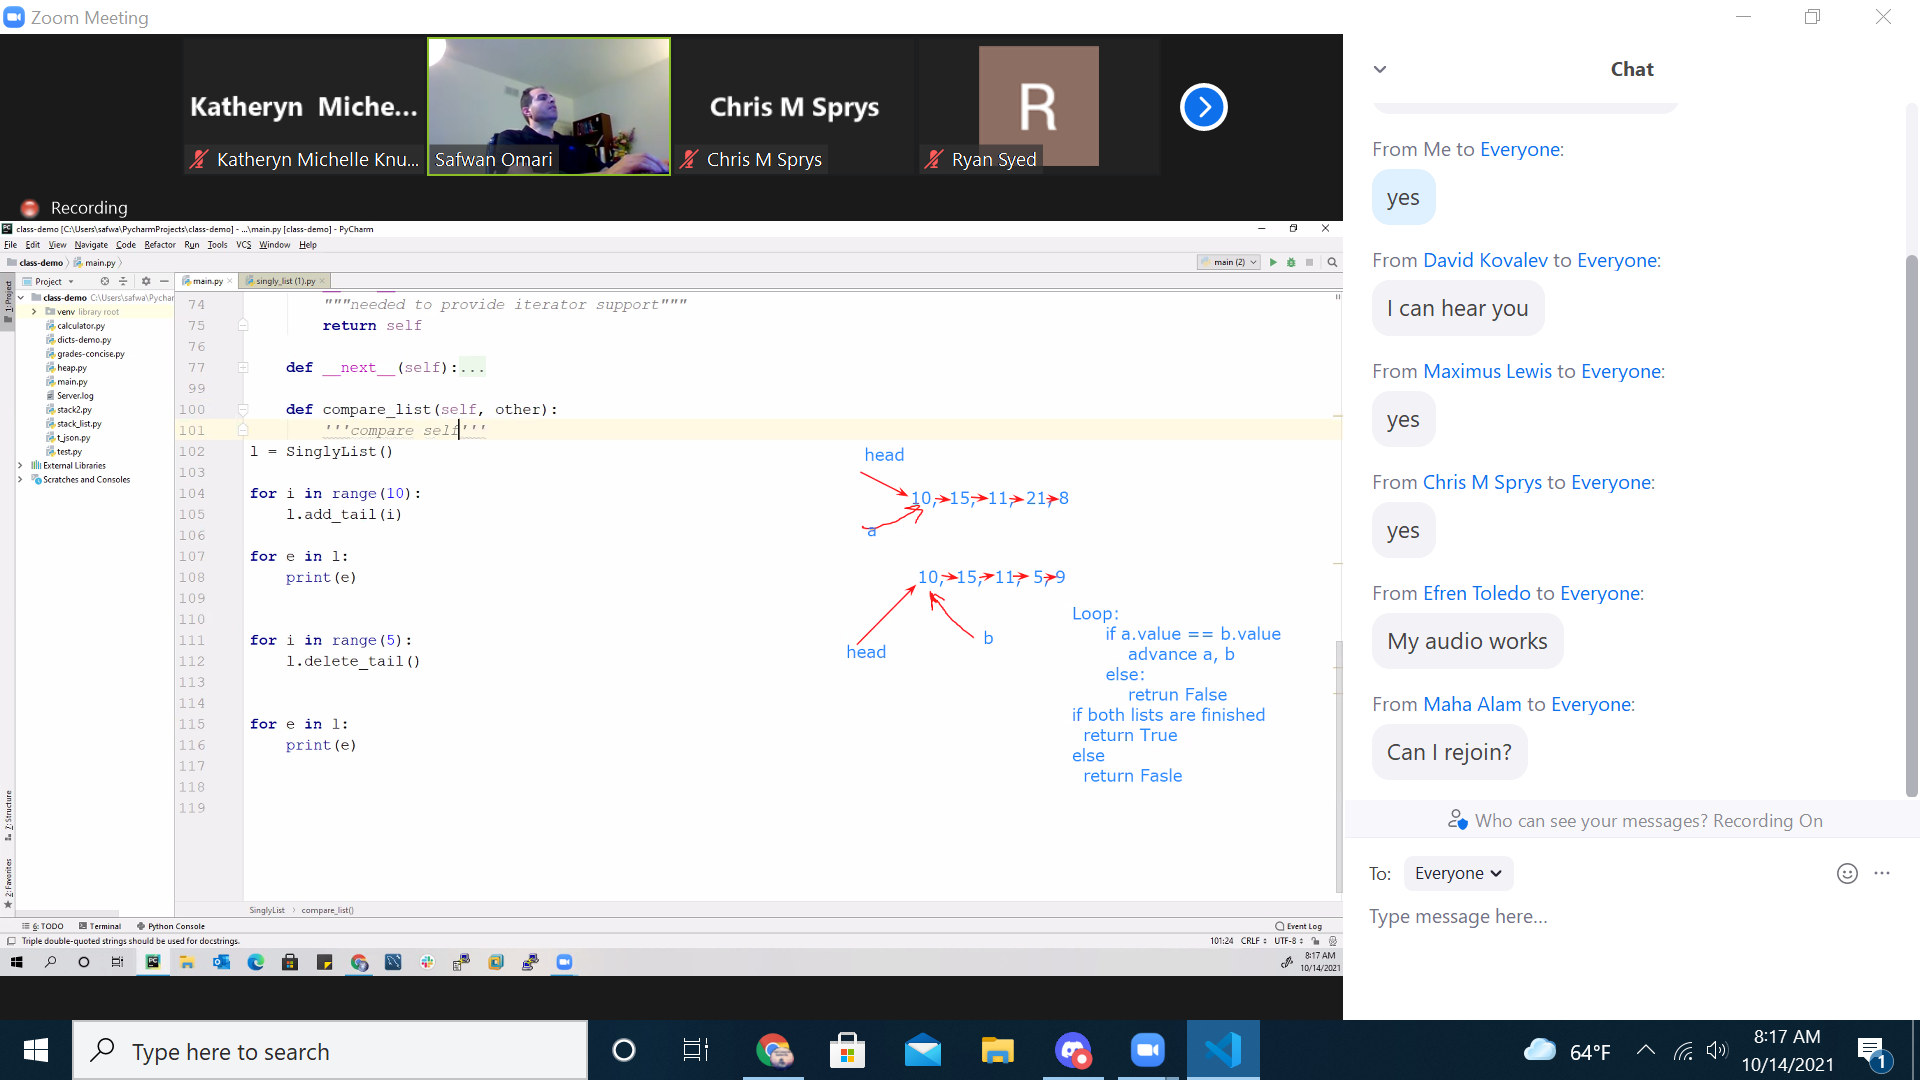 Zoom Meeting
Katheryn Miche...
Katheryn Michelle Knu...
Safwan Omari
Chris M Sprys
Chris M Sprys
R
Ryan Syed
Recording
class-demo [C:\Users\safwa\PycharmProjects\class-demo] - ...\main.py [class-demo] - PyCharm
File Edit View Navigate Code Refactor Run Tools VCS Window Help
class-demo main.py
main (2)
Project
main.py
singly_list (1).py
1: Project
class-demo C:\Users\safwa\Pychar
venv library root
calculator.py
dicts-demo.py
grades-concise.py
heap.py
main.py
Server.log
stack2.py
stack_list.py
t_json.py
test.py
External Libraries
Scratches and Consoles
7: Structure
2: Favorites
74 """needed to provide iterator support"""
75 return self
76
77 def __next__(self):...
99
100 def compare_list(self, other):
101 '''compare self'''
102 l = SinglyList()
103
104 for i in range(10):
105 l.add_tail(i)
106
107 for e in l:
108 print(e)
109
110
111 for i in range(5):
112 l.delete_tail()
113
114
115 for e in l:
116 print(e)
117
118
119
head
10, 15, 11, 21, 8
a
10, 15, 11, 5, 9
head
b
Loop:
if a.value == b.value
advance a, b
else:
retrun False
if both lists are finished
return True
else
return Fasle
SinglyList compare_list()
6: TODO Terminal Python Console
Event Log
Triple double-quoted strings should be used for docstrings.
101:24 CRLF UTF-8
8:17 AM
10/14/2021
Chat
From Me to Everyone:
yes
From David Kovalev to Everyone:
I can hear you
From Maximus Lewis to Everyone:
yes
From Chris M Sprys to Everyone:
yes
From Efren Toledo to Everyone:
My audio works
From Maha Alam to Everyone:
Can I rejoin?
Who can see your messages? Recording On
To: Everyone
Type message here...
Type here to search
64°F
8:17 AM
10/14/2021
1